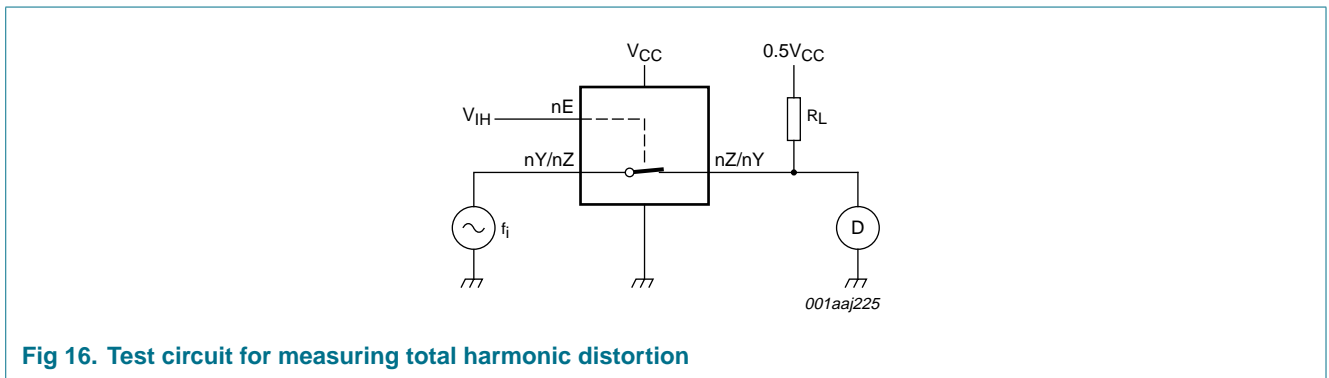 V_CC
0.5V_CC
nE
V_IH
R_L
nY/nZ
nZ/nY
f_i
D
001aaj225
Fig 16. Test circuit for measuring total harmonic distortion